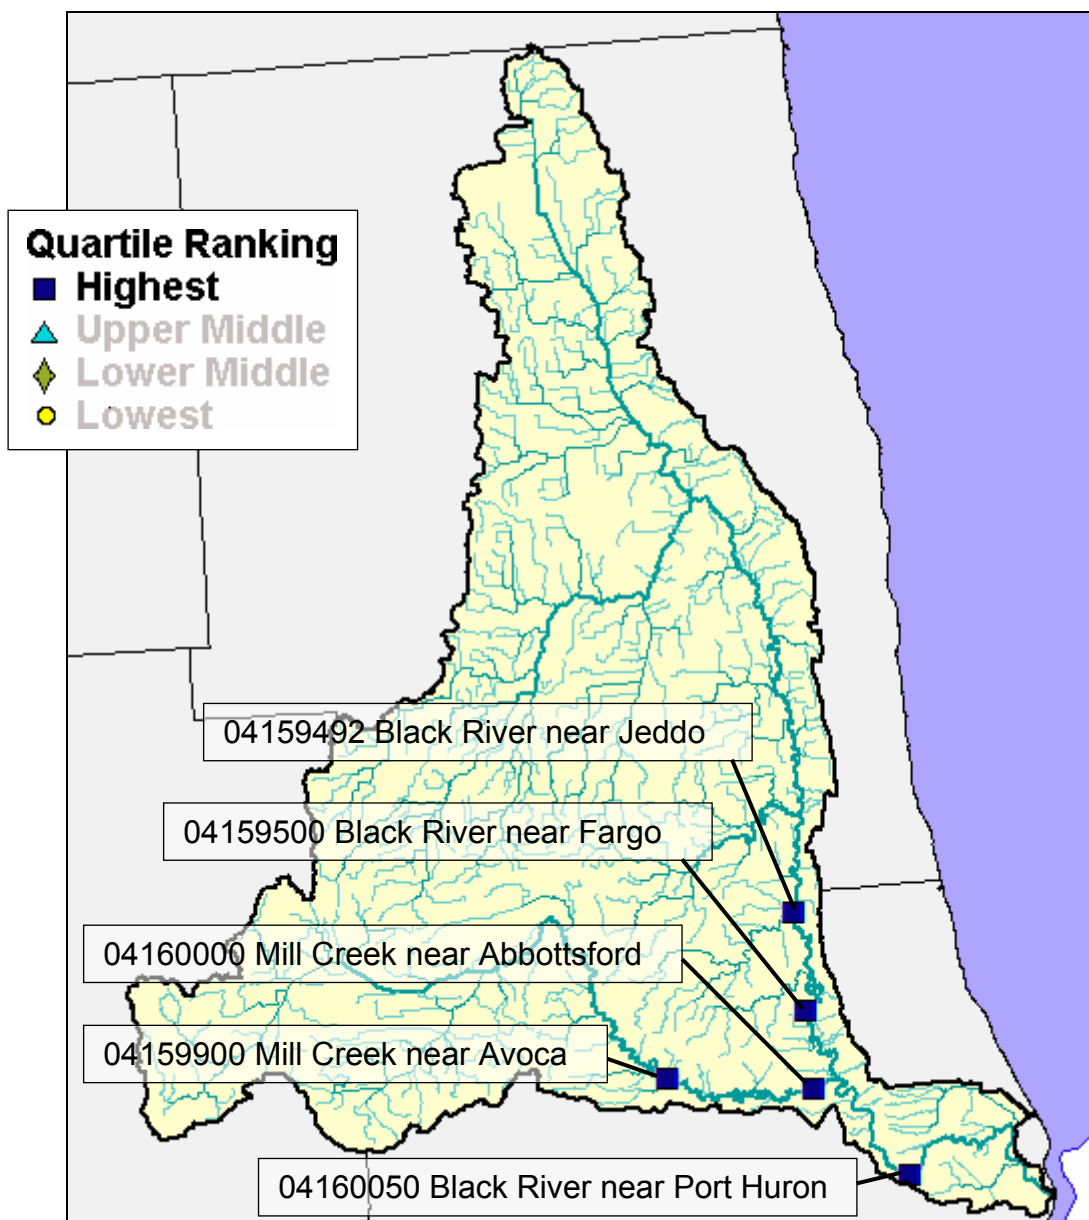 Quartile Ranking
Highest
Upper Middle
Lower Middle
Lowest
04159492 Black River near Jeddo
04159500 Black River near Fargo
04160000 Mill Creek near Abbottsford
04159900 Mill Creek near Avoca
04160050 Black River near Port Huron